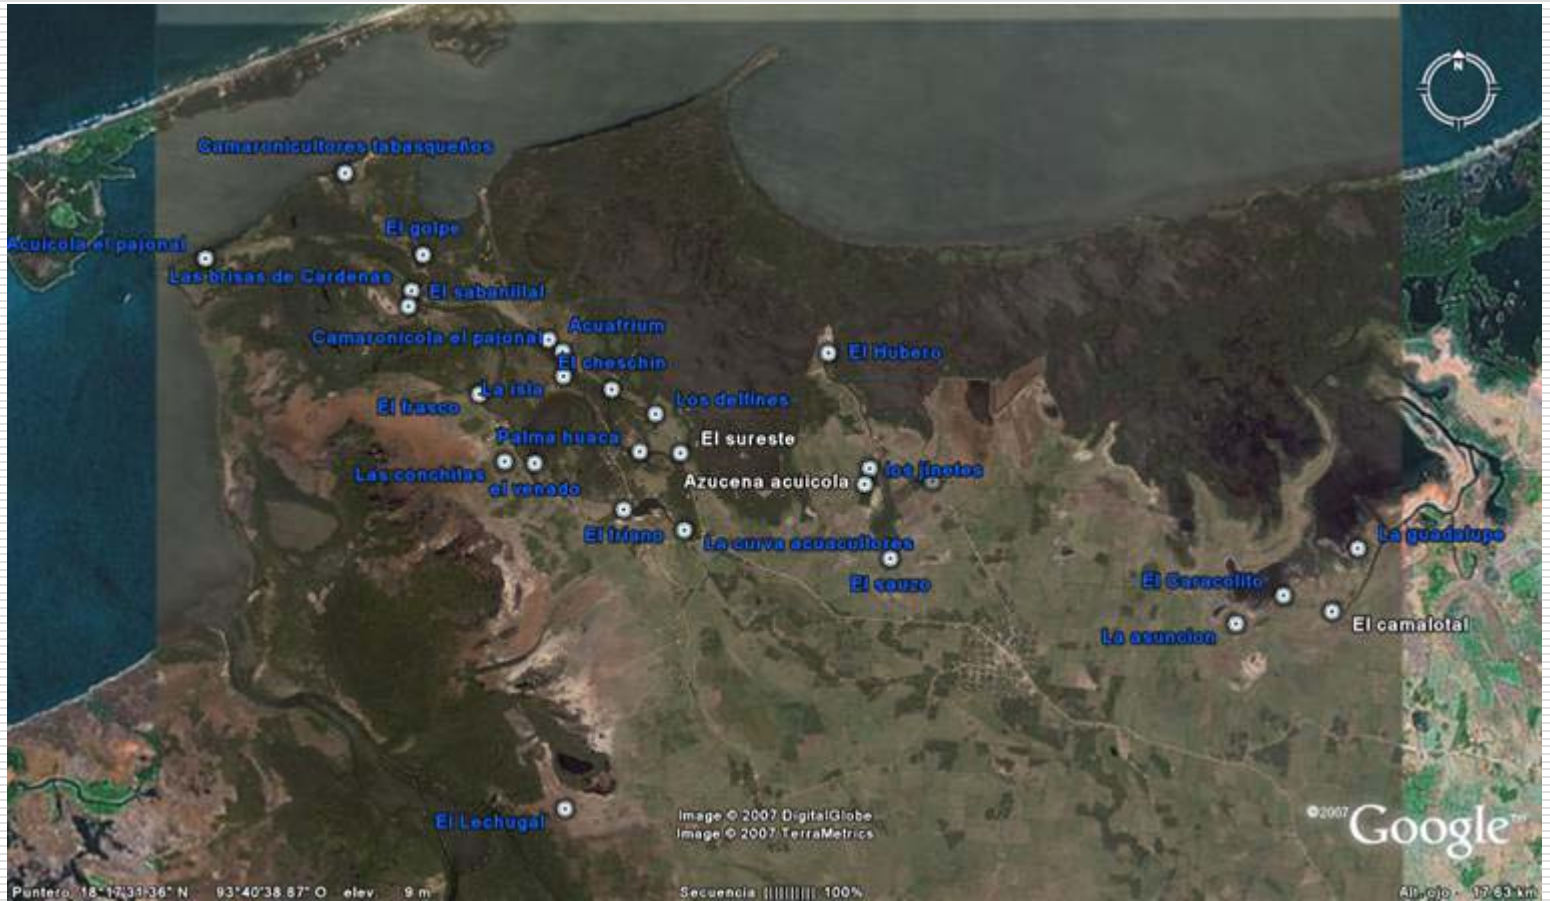 N
Camaronicultores tabasqueños
El golpe
Acuicola el pajonal
Las brisas de Cardenas
El sabanillal
Acuafrium
Camaronicola el pajonal
El Hubero
El choschin
La isla
El frasco
Los delfines
Palma huaca
El sureste
Las conchitas
el venado
Azucena acuicola
los jinetes
El triano
La curva acuacultores
La guadalupe
El sauzo
El Caracolito
El camalotal
La asuncion
El Lechugal
Image © 2007 DigitalGlobe
Image © 2007 TerraMetrics
©2007 Google™
Puntero 18°17'31.36" N 93°40'38.87" O elev. 9 m
Secuencia |||||||||| 100%
Alt. ojo 17.63 km